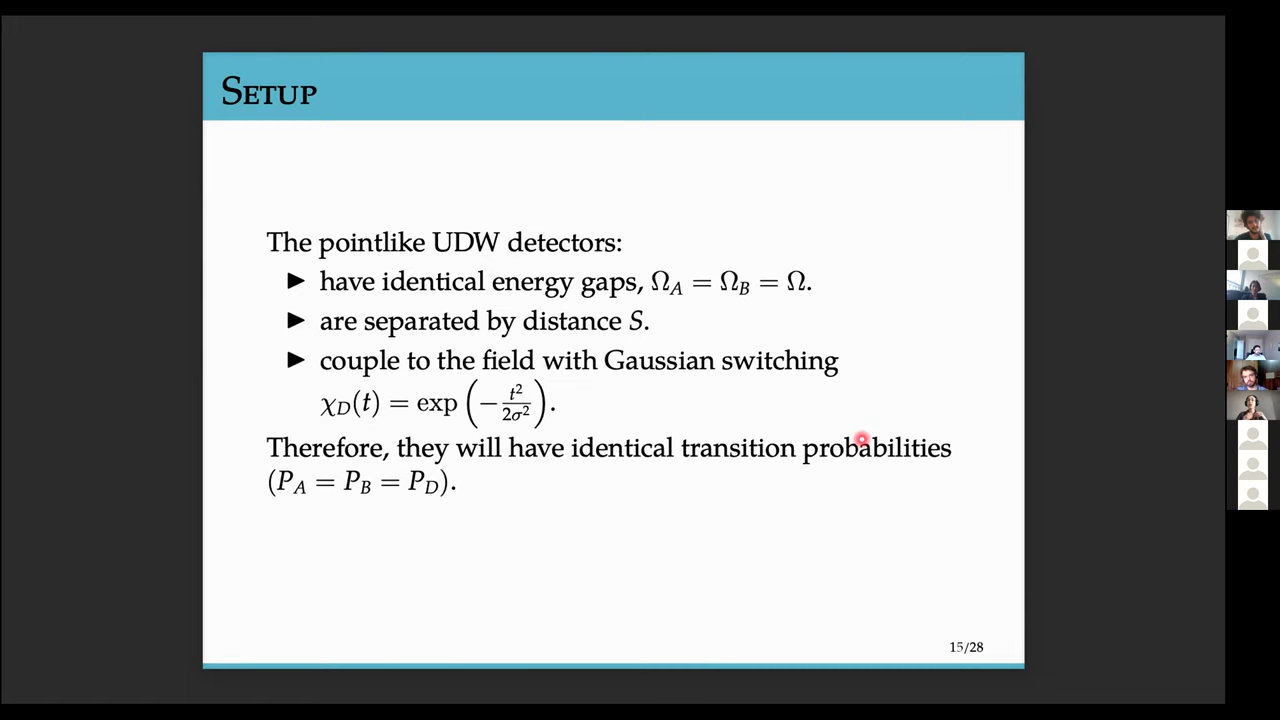 SETUP
The pointlike UDW detectors:
▶ have identical energy gaps, Ω_A = Ω_B = Ω.
▶ are separated by distance S.
▶ couple to the field with Gaussian switching
χ_D(t) = exp(−t²/2σ²).
Therefore, they will have identical transition probabilities
(P_A = P_B = P_D).
15/28